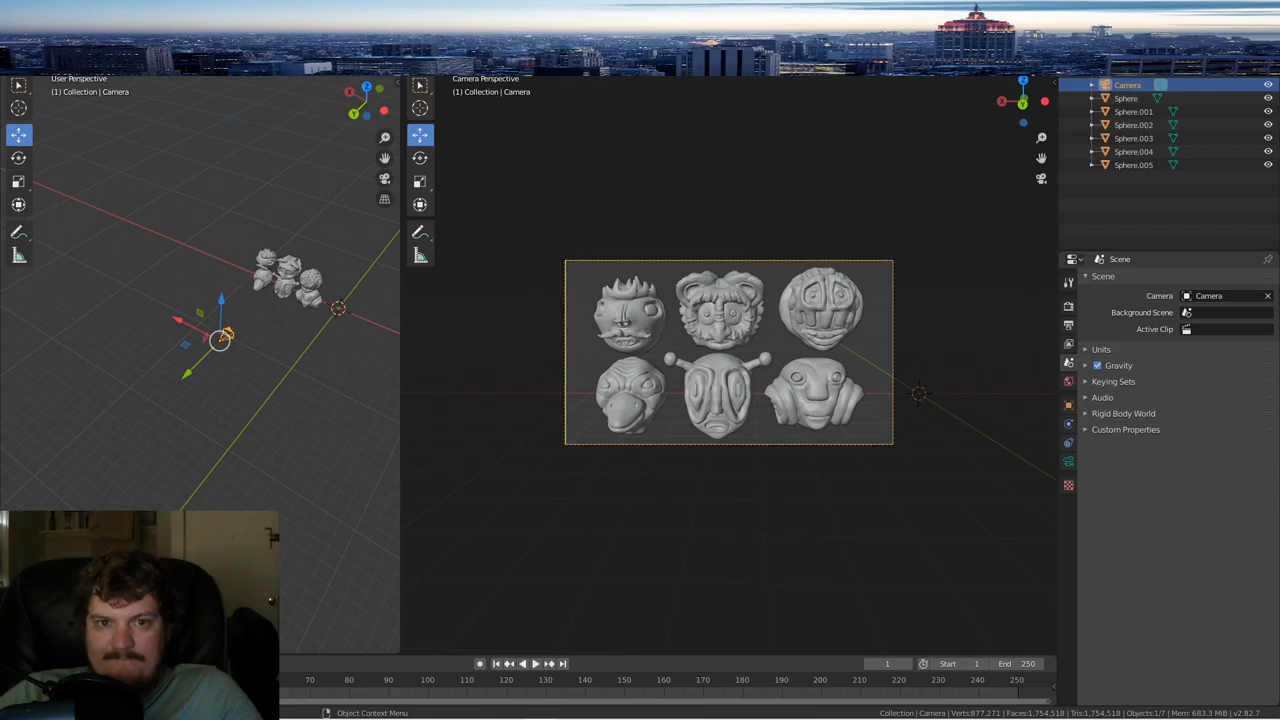 User Perspective
(1) Collection | Camera
Camera Perspective
(1) Collection | Camera
X
Y
Z
X
Y
Z
Camera
Sphere
Sphere.001
Sphere.002
Sphere.003
Sphere.004
Sphere.005
Scene
Scene
Camera
Camera
Background Scene
Active Clip
Units
Gravity
Keying Sets
Audio
Rigid Body World
Custom Properties
1
Start 1
End 250
70 80 90 100 110 120 130 140 150 160 170 180 190 200 210 220 230 240 250
Object Context Menu
Collection | Camera | Verts:877,271 | Faces:1,754,518 | Tris:1,754,518 | Objects:1/7 | Mem: 683.3 MiB | v2.82.7